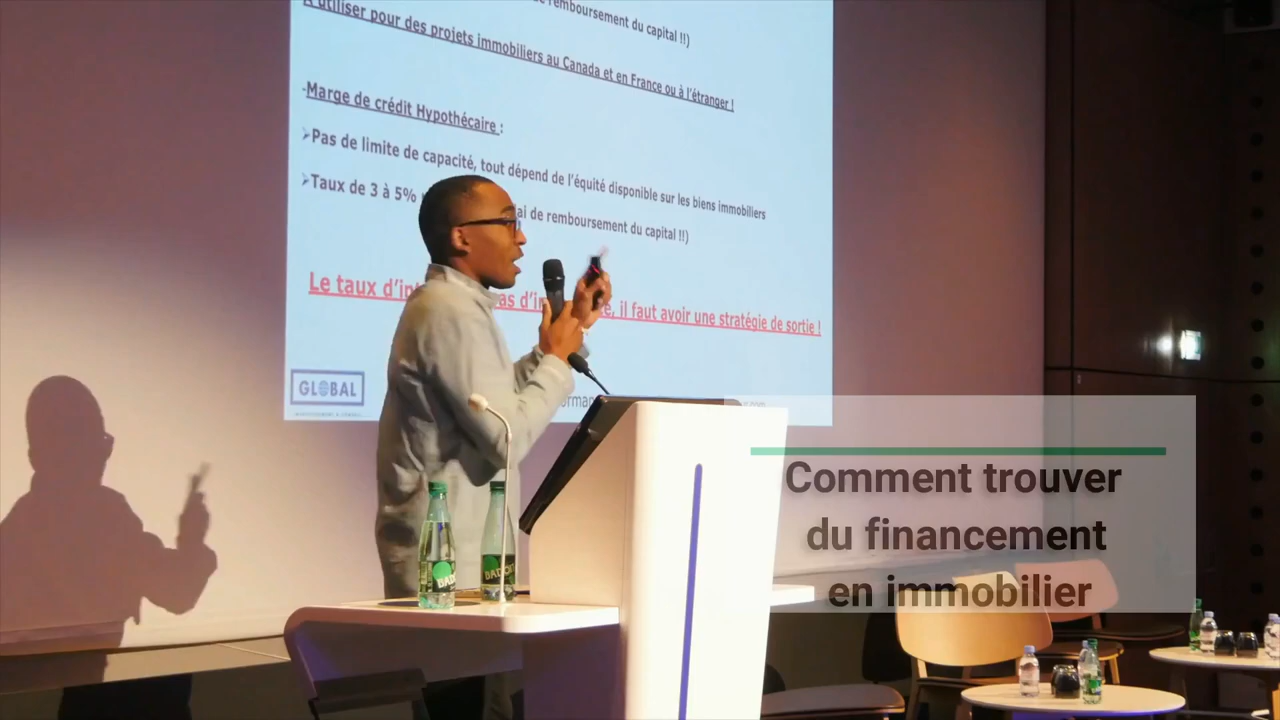 remboursement du capital !!)
A utiliser pour des projets immobiliers au Canada et en France ou à l'étranger !
-Marge de crédit Hypothécaire :
➢Pas de limite de capacité, tout dépend de l'équité disponible sur les biens immobiliers
➢Taux de 3 à 5% de remboursement du capital !!)
Le taux il faut avoir une stratégie de sortie !
GLOBAL
Comment trouver
du financement
en immobilier
BADOIT